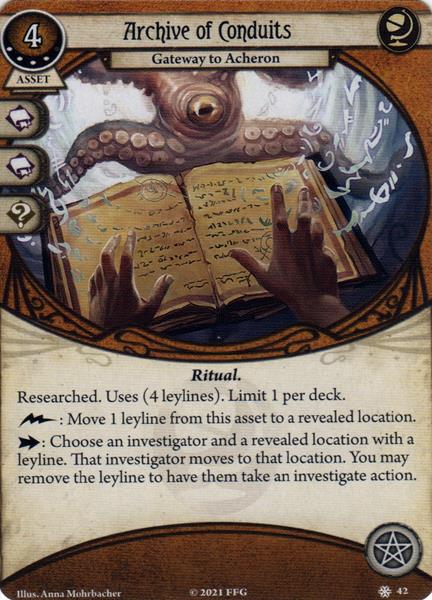 4
Archive of Conduits
ASSET
Gateway to Acheron
Ritual.
Researched. Uses (4 leylines). Limit 1 per deck.
: Move 1 leyline from this asset to a revealed location.
: Choose an investigator and a revealed location with a
leyline. That investigator moves to that location. You may
remove the leyline to have them take an investigate action.
Illus. Anna Mohrbacher
© 2021 FFG
42